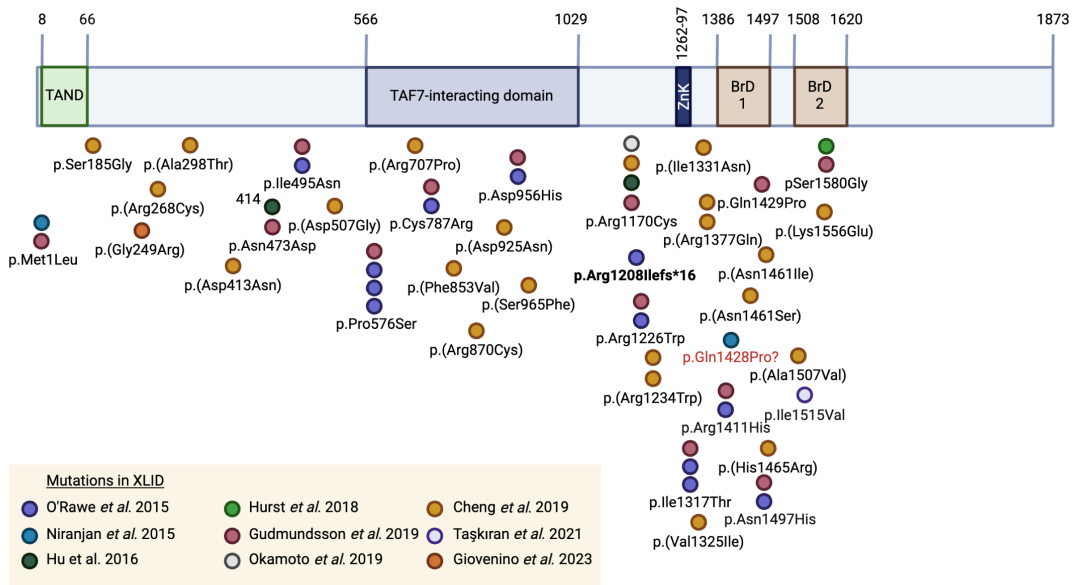 8 66 566 1029 1262-97 1386 1497 1508 1620 1873
TAND TAF7-interacting domain ZnK BrD 1 BrD 2
p.Ser185Gly
p.(Ala298Thr)
p.Ile495Asn
p.(Arg707Pro)
p.Asp956His
p.(Ile1331Asn)
pSer1580Gly
p.(Arg268Cys)
414
p.(Asp507Gly)
p.Cys787Arg
p.Arg1170Cys
p.Gln1429Pro
p.(Lys1556Glu)
p.Met1Leu
p.(Gly249Arg)
p.Asn473Asp
p.(Asp925Asn)
p.(Arg1377Gln)
p.(Asp413Asn)
p.(Phe853Val)
p.Arg1208Ilefs*16
p.(Asn1461Ile)
p.Pro576Ser
p.(Ser965Phe)
p.(Asn1461Ser)
p.(Arg870Cys)
p.Arg1226Trp
p.Gln1428Pro?
p.(Ala1507Val)
p.(Arg1234Trp)
p.Ile1515Val
p.Arg1411His
p.(His1465Arg)
p.Ile1317Thr
p.Asn1497His
p.(Val1325Ile)
Mutations in XLID
O'Rawe et al. 2015
Hurst et al. 2018
Cheng et al. 2019
Niranjan et al. 2015
Gudmundsson et al. 2019
Taşkıran et al. 2021
Hu et al. 2016
Okamoto et al. 2019
Giovenino et al. 2023